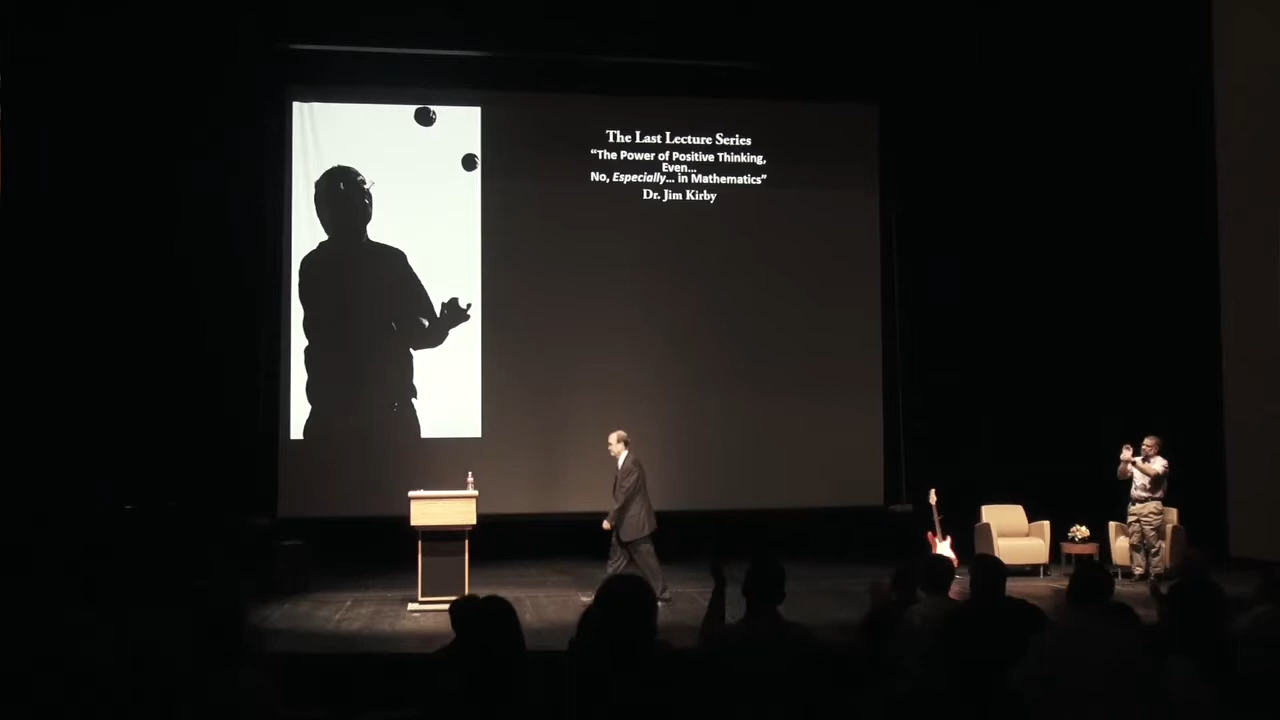 The Last Lecture Series
“The Power of Positive Thinking,
Even...
No, Especially... in Mathematics”
Dr. Jim Kirby